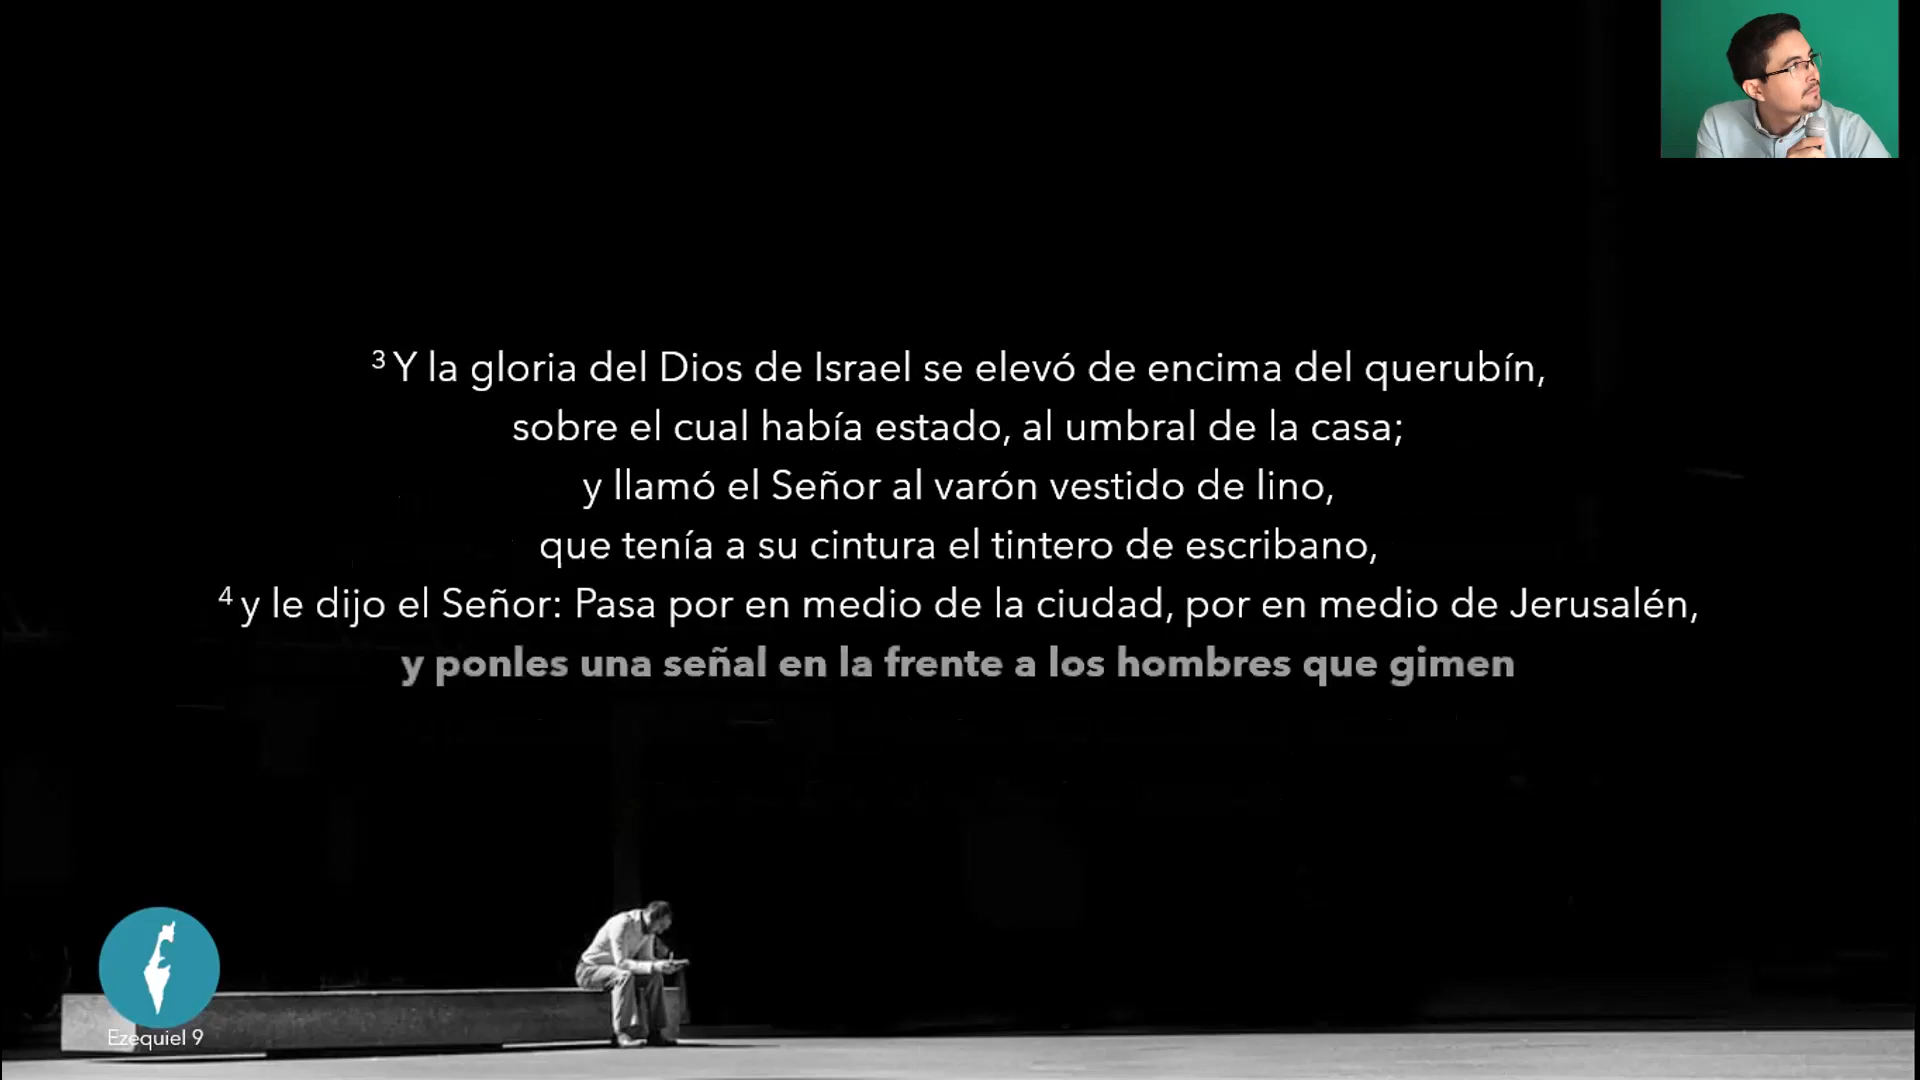 ³ Y la gloria del Dios de Israel se elevó de encima del querubín,
sobre el cual había estado, al umbral de la casa;
y llamó el Señor al varón vestido de lino,
que tenía a su cintura el tintero de escribano,
⁴ y le dijo el Señor: Pasa por en medio de la ciudad, por en medio de Jerusalén,
y ponles una señal en la frente a los hombres que gimen
Ezequiel 9